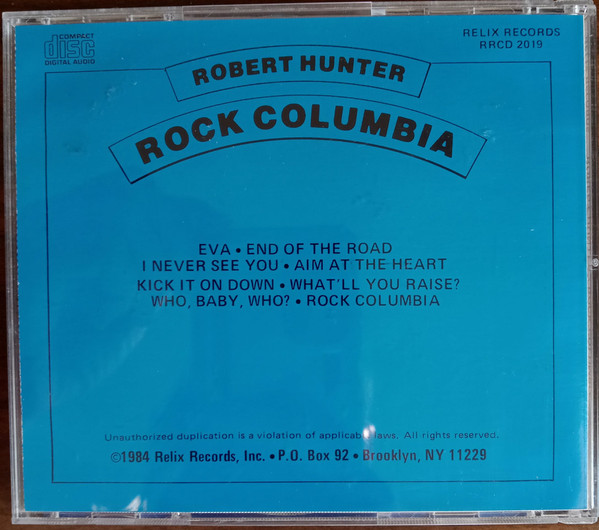 COMPACT
disc
DIGITAL AUDIO
RELIX RECORDS
RRCD 2019
ROBERT HUNTER
ROCK COLUMBIA
EVA • END OF THE ROAD
I NEVER SEE YOU • AIM AT THE HEART
KICK IT ON DOWN • WHAT'LL YOU RAISE?
WHO, BABY, WHO? • ROCK COLUMBIA
Unauthorized duplication is a violation of applicable laws. All rights reserved.
©1984 Relix Records, Inc. • P.O. Box 92 • Brooklyn, NY 11229